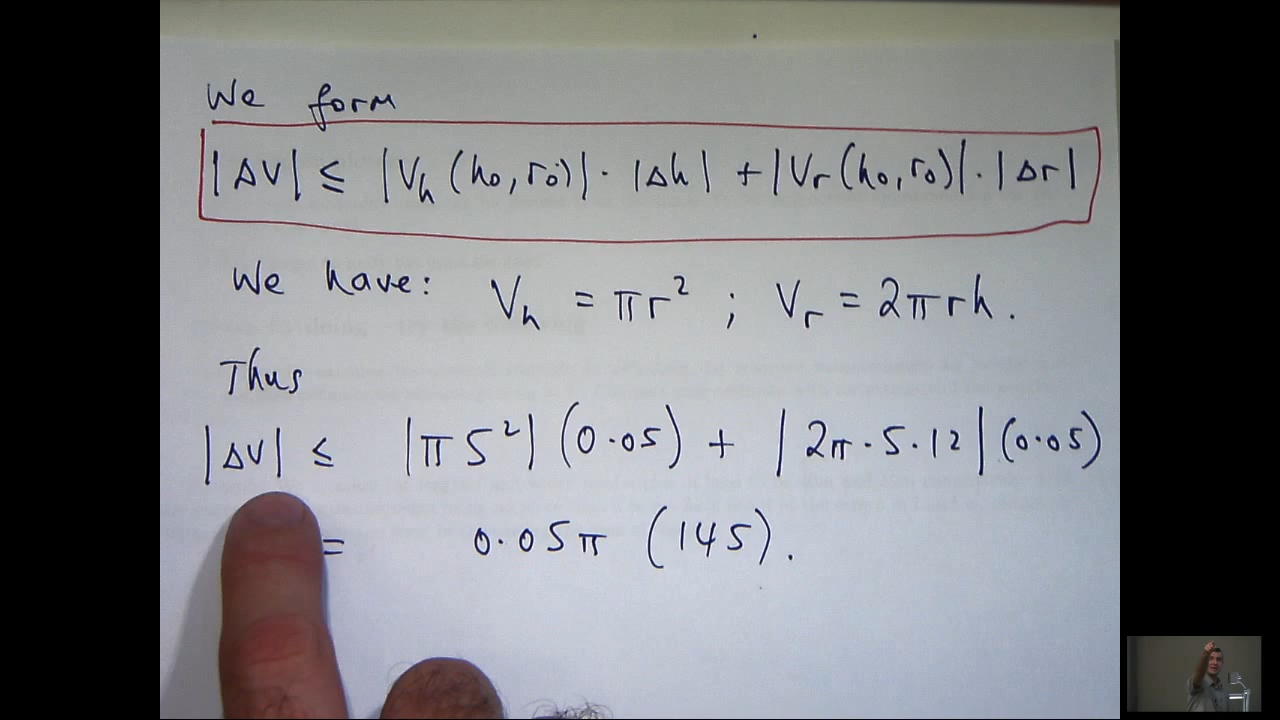 We form
|ΔV| ≤ |V_h (h₀, r₀)| · |Δh| + |V_r (h₀, r₀)| · |Δr|
We have: V_h = πr² ; V_r = 2πrh.
Thus
|ΔV| ≤ |π5²| (0.05) + |2π·5·12| (0.05)
= 0.05π (145).